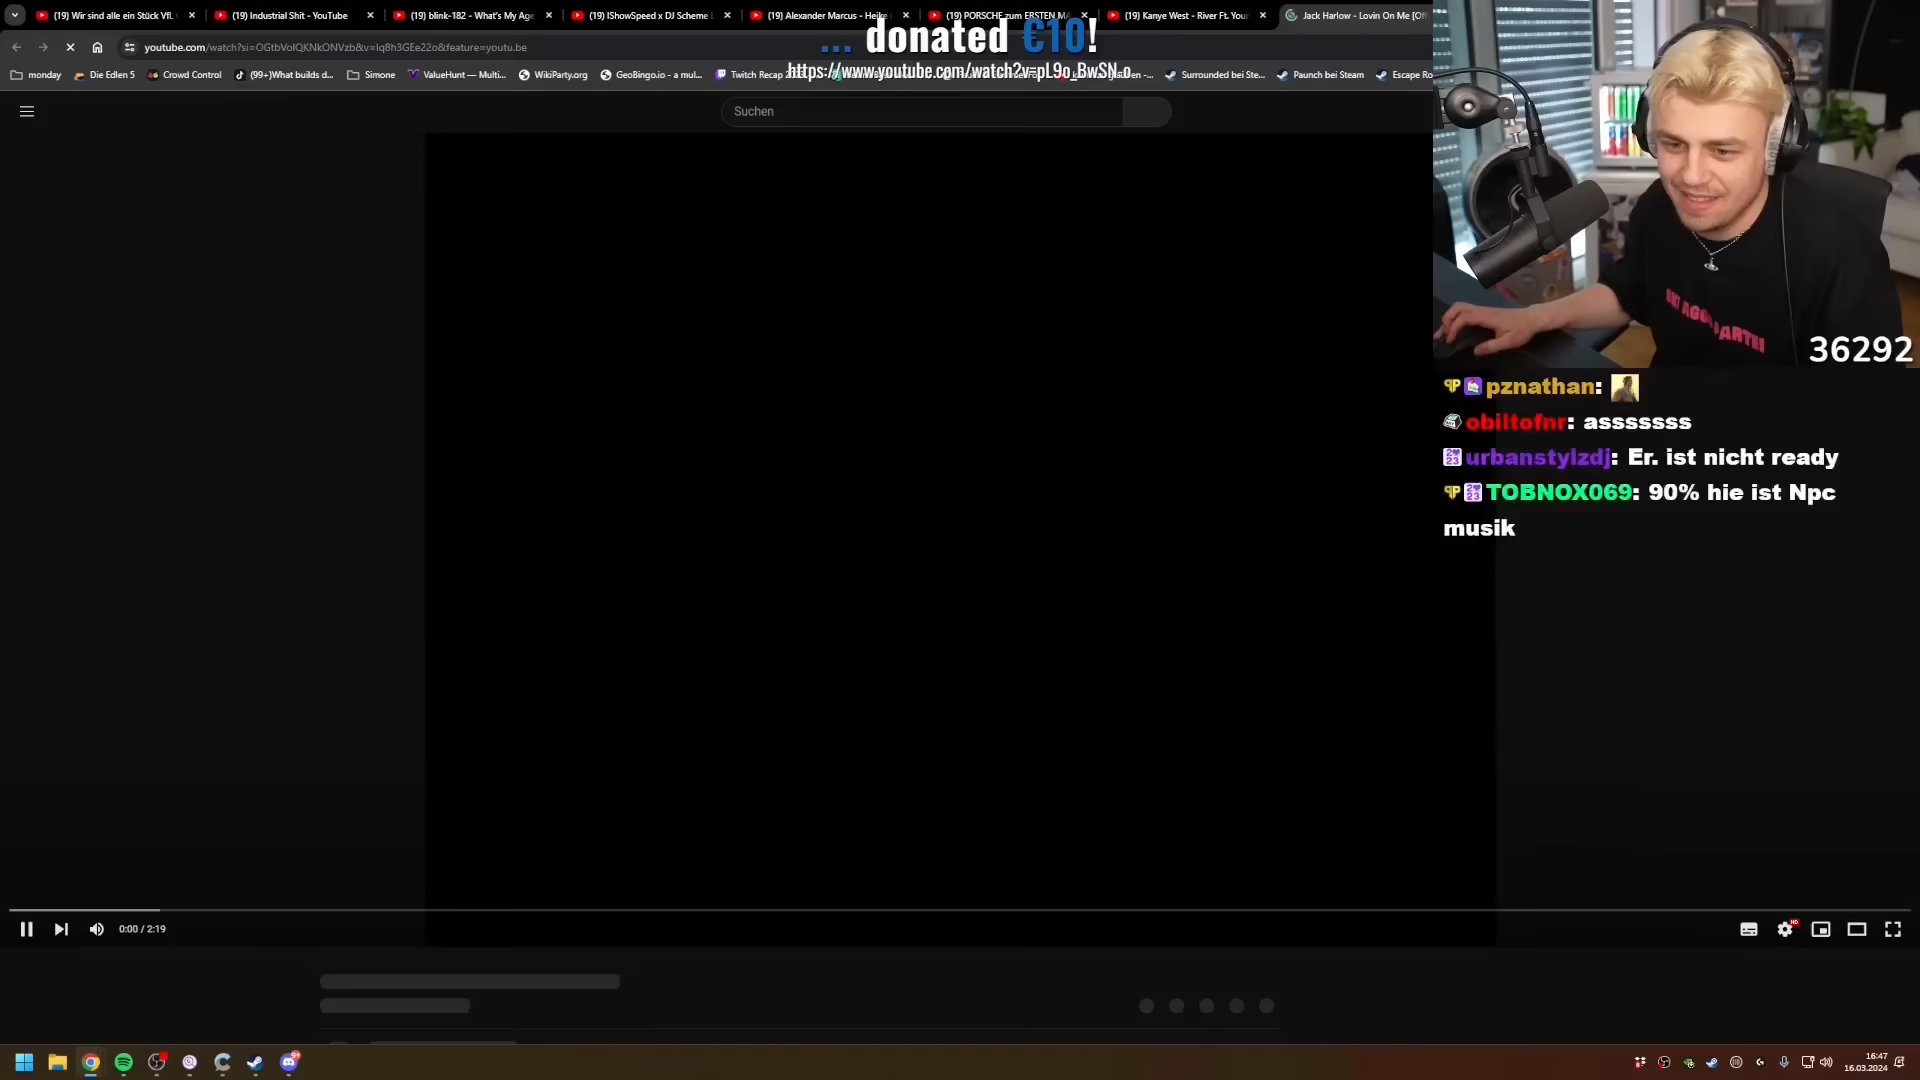 (19) Wir sind alle ein Stück VfL
(19) Industrial Shit - YouTube
(19) blink-182 - What's My Age
(19) IShowSpeed x DJ Scheme
(19) Alexander Marcus - Heike
(19) PORSCHE zum ERSTEN
(19) Kanye West - River Ft. Your
Jack Harlow - Lovin On Me [Off
... donated €10!
https://www.youtube.com/watch?v=pL9o_BwSN-o
youtube.com/watch?si=OGtbVolQKNkONVzb&v=Iq8h3GEe22o&feature=youtu.be
monday
Die Edlen 5
Crowd Control
(99+)What builds d...
Simone
ValueHunt — Multi...
WikiParty.org
GeoBingo.io - a mul...
Twitch Recap
Surrounded bei Ste...
Paunch bei Steam
Escape Ro
Suchen
36292
pznathan:
obiltofnr: asssssss
urbanstylzdj: Er. ist nicht ready
TOBNOX069: 90% hie ist Npc
musik
0:00 / 2:19
HD
16:47
16.03.2024